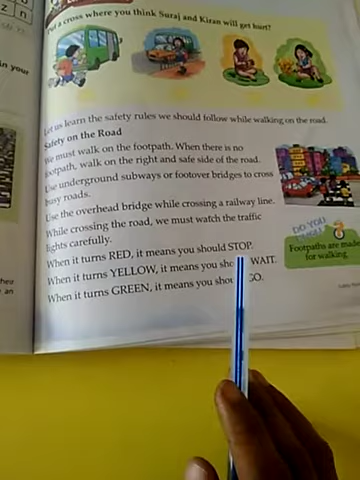 Put a cross where you think Suraj and Kiran will get hurt?
Let us learn the safety rules we should follow while walking on the road.
Safety on the Road
We must walk on the footpath. When there is no
footpath, walk on the right and safe side of the road.
Use underground subways or footover bridges to cross
busy roads.
Use the overhead bridge while crossing a railway line.
While crossing the road, we must watch the traffic
lights carefully.
When it turns RED, it means you should STOP.
When it turns YELLOW, it means you sho WAIT.
When it turns GREEN, it means you shou GO.
DO YOU
Footpaths are made
for walking
in your
their
an
z n